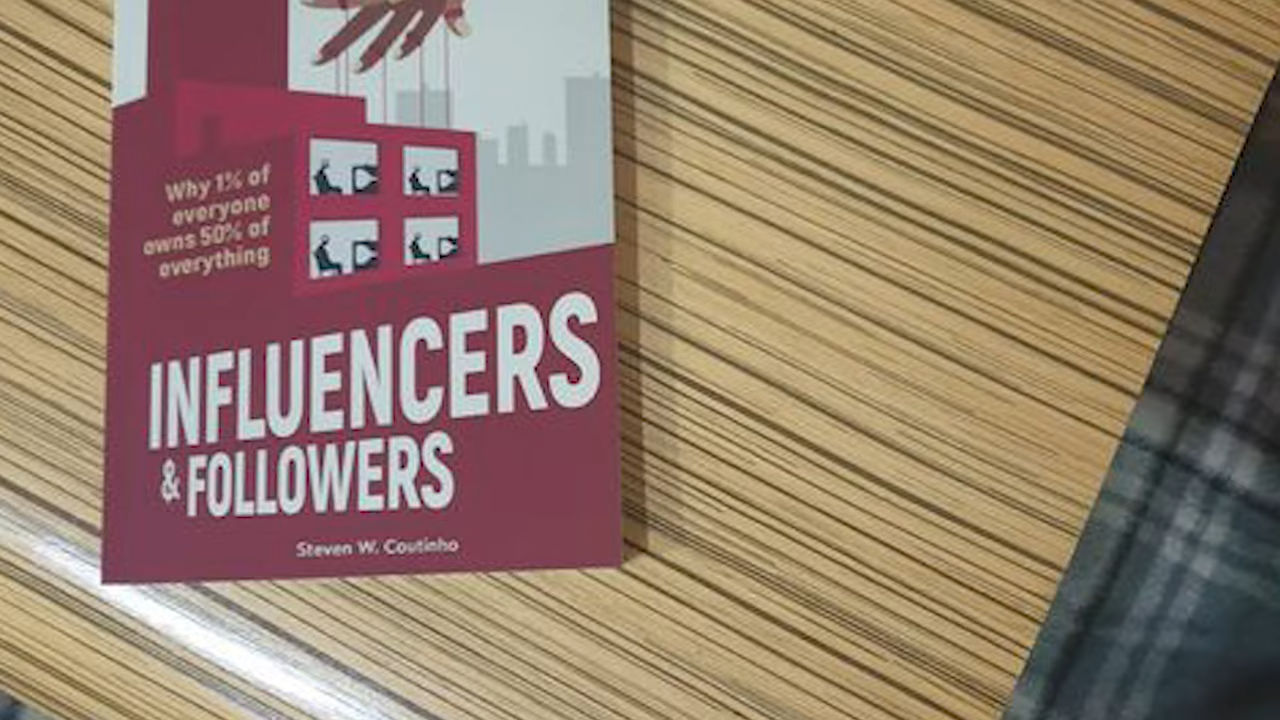 Why 1% of
everyone
owns 50% of
everything
INFLUENCERS
& FOLLOWERS
Steven W. Coutinho